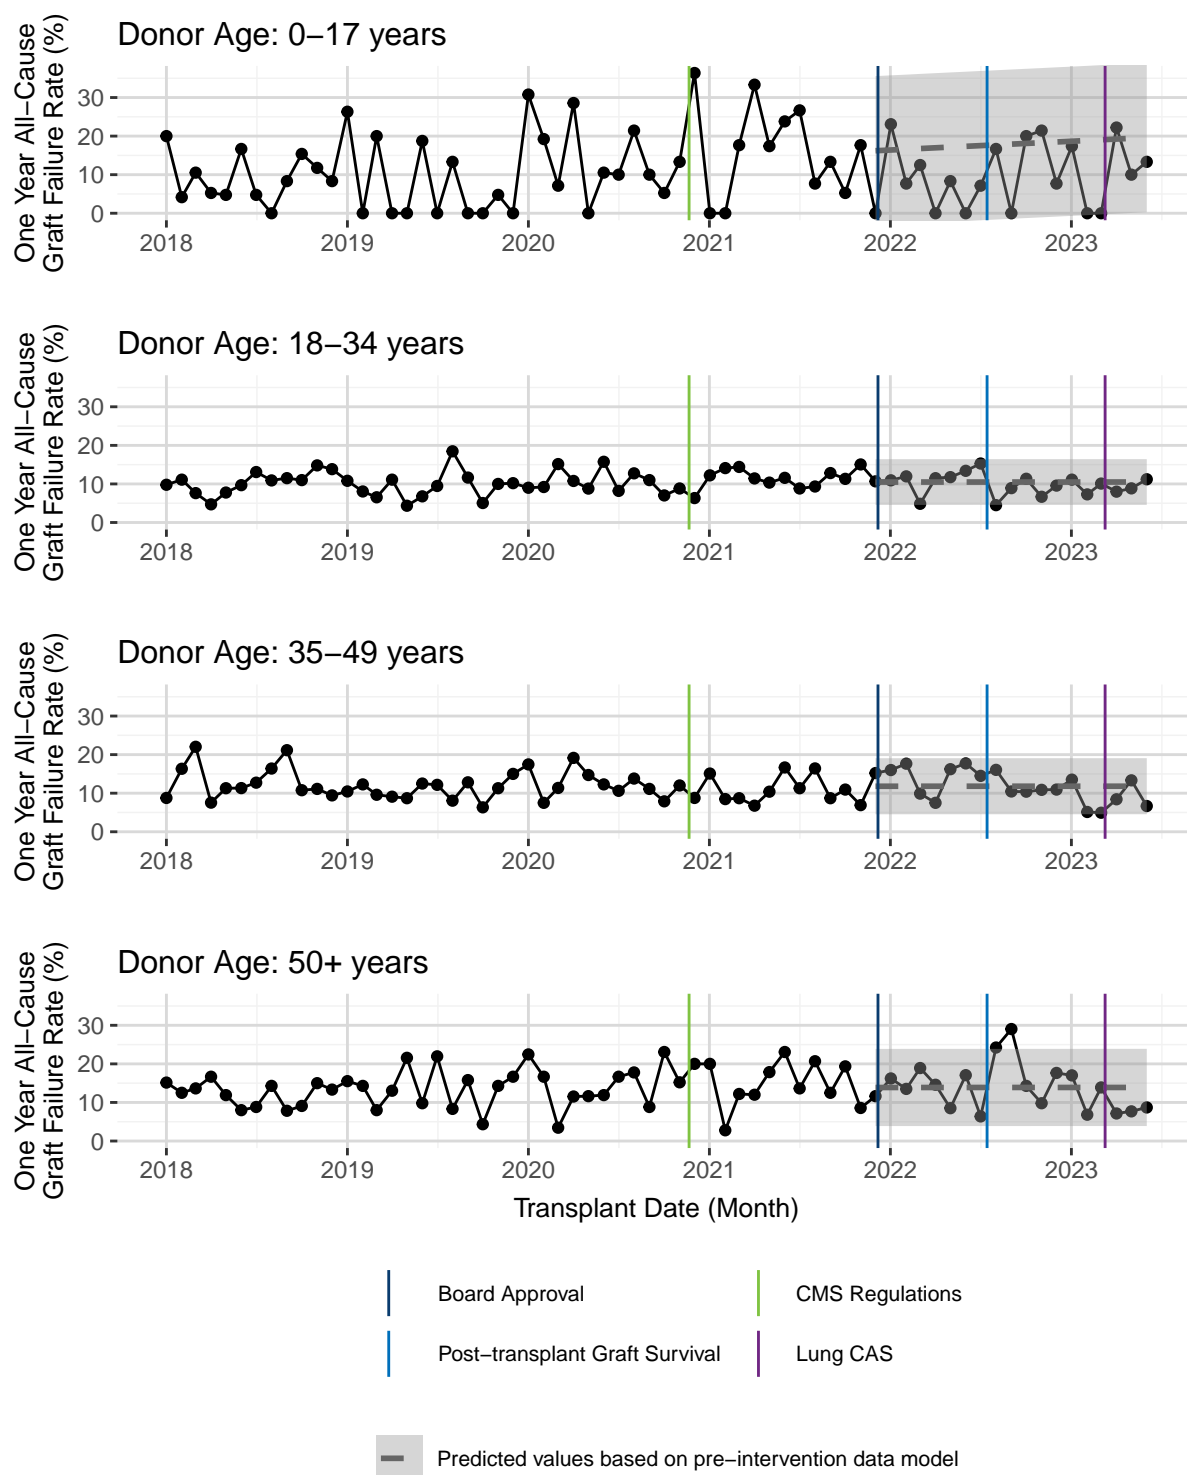 Donor Age: 0−17 years
One Year All−Cause
Graft Failure Rate (%)
30
20
10
0
2018 2019 2020 2021 2022 2023
Donor Age: 18−34 years
One Year All−Cause
Graft Failure Rate (%)
30
20
10
0
2018 2019 2020 2021 2022 2023
Donor Age: 35−49 years
One Year All−Cause
Graft Failure Rate (%)
30
20
10
0
2018 2019 2020 2021 2022 2023
Donor Age: 50+ years
One Year All−Cause
Graft Failure Rate (%)
30
20
10
0
2018 2019 2020 2021 2022 2023
Transplant Date (Month)
Board Approval CMS Regulations
Post−transplant Graft Survival Lung CAS
Predicted values based on pre−intervention data model